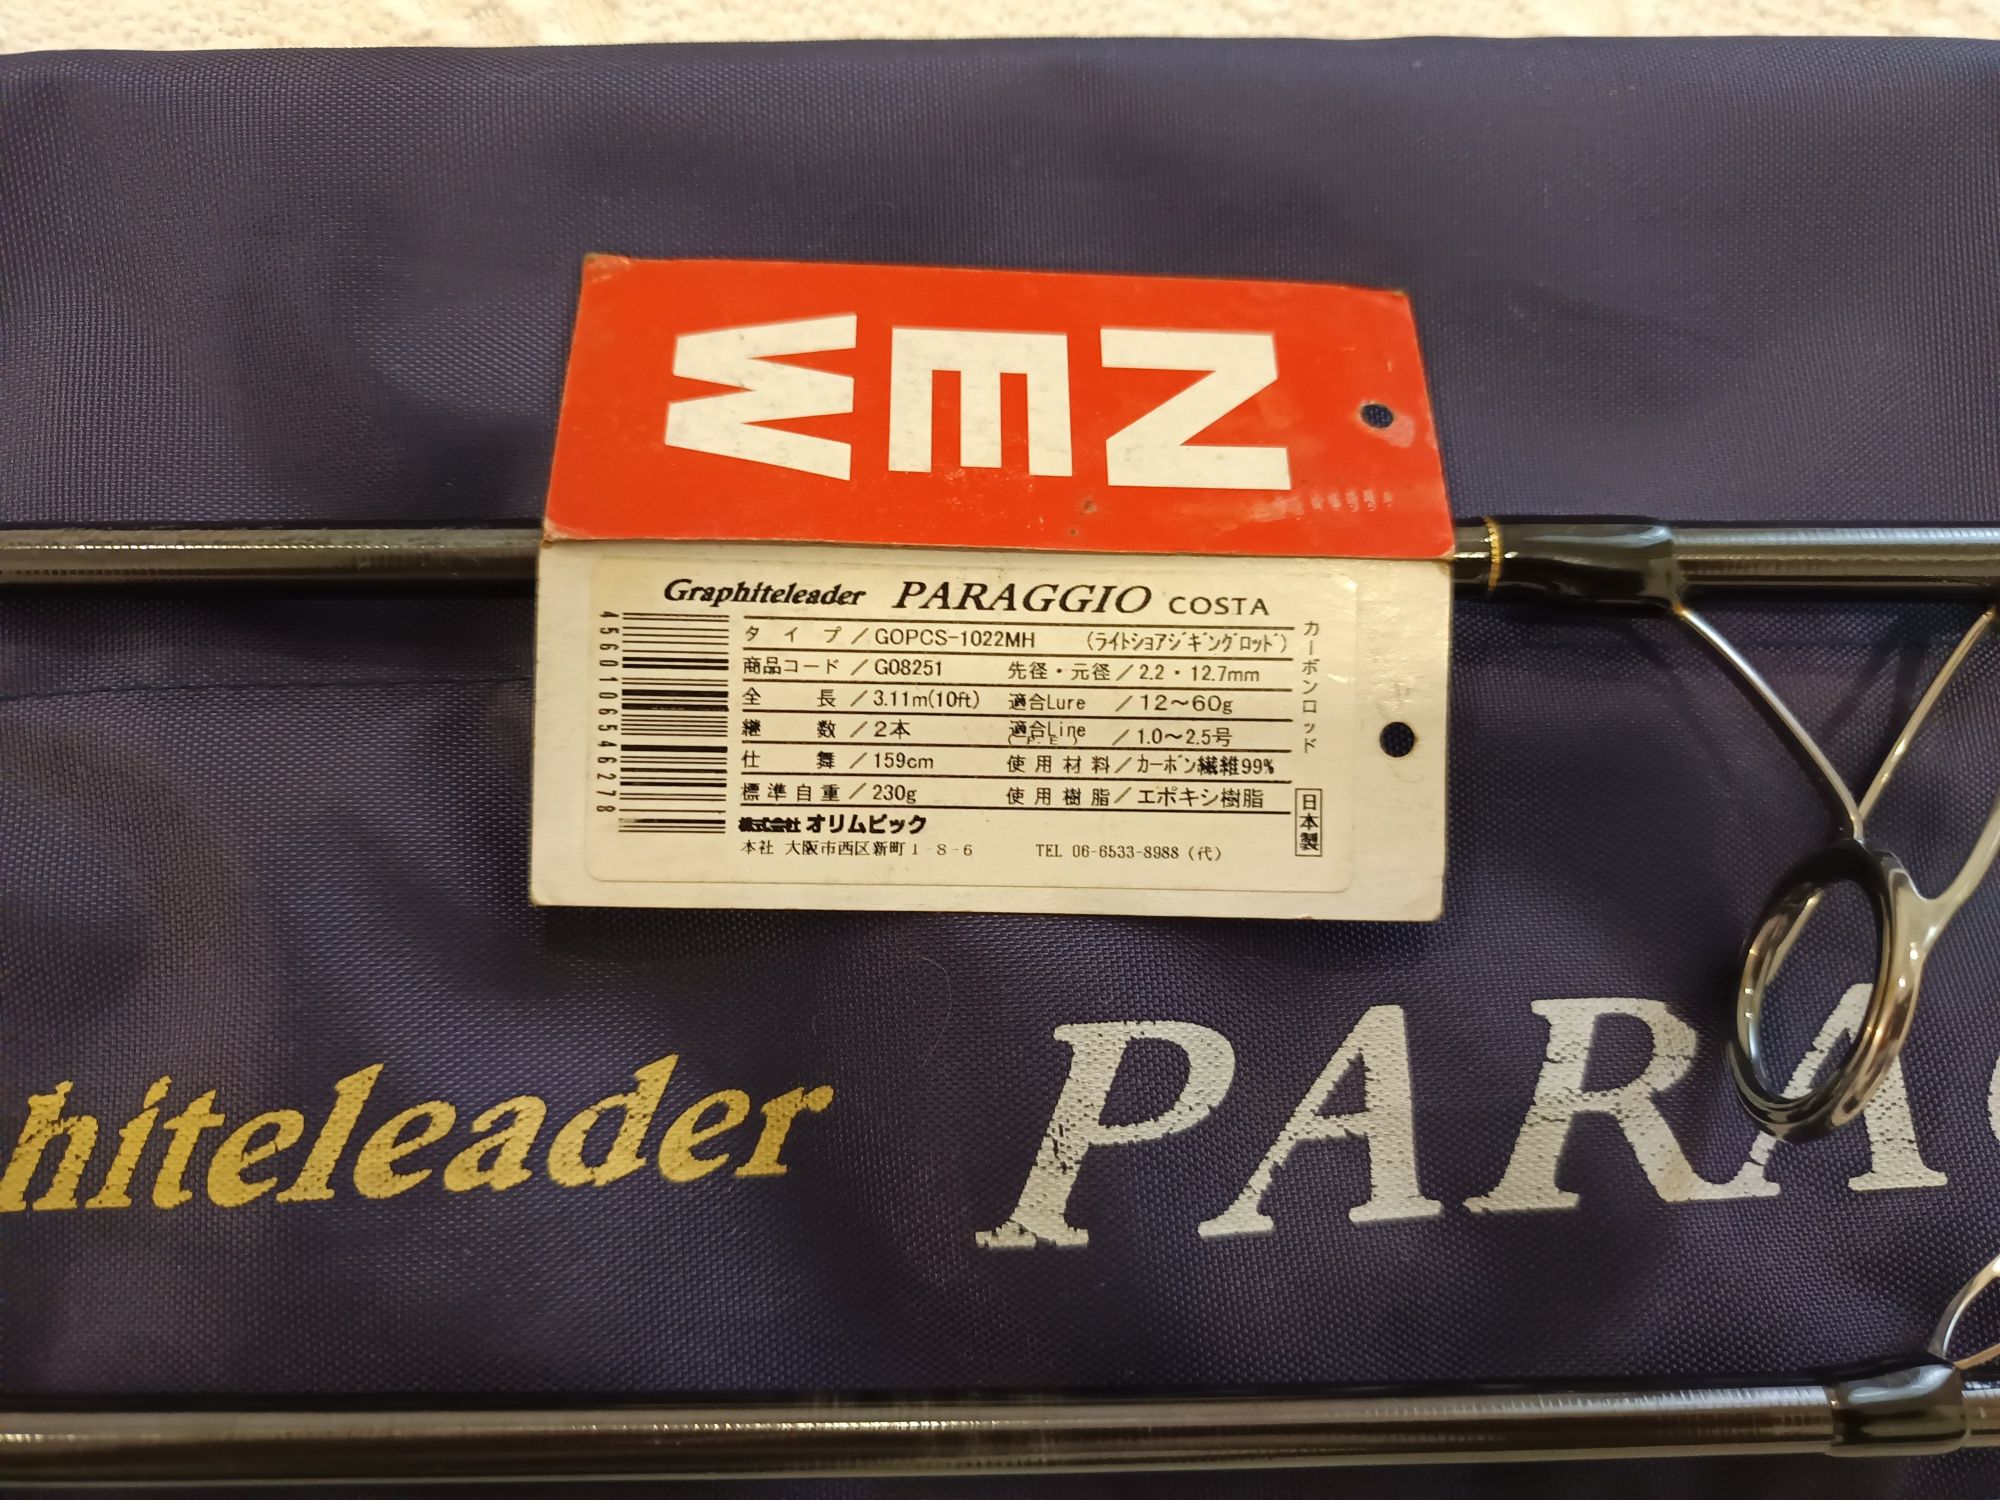 NEW
Graphiteleader PARAGGIO COSTA
タイプ／GOPCS-1022MH (ライトショアジギングロッド)
商品コード／G08251 先径・元径／2.2・12.7mm
全長／3.11m(10ft) 適合Lure／12～60g
継数／2本 適合Line(P.E)／1.0～2.5号
仕舞／159cm 使用材料／カーボン繊維99%
標準自重／230g 使用樹脂／エポキシ樹脂
株式会社オリムピック
本社 大阪市西区新町1-8-6 TEL 06-6533-8988（代）
カーボンロッド
日本製
4560106546278
hiteleader PARA